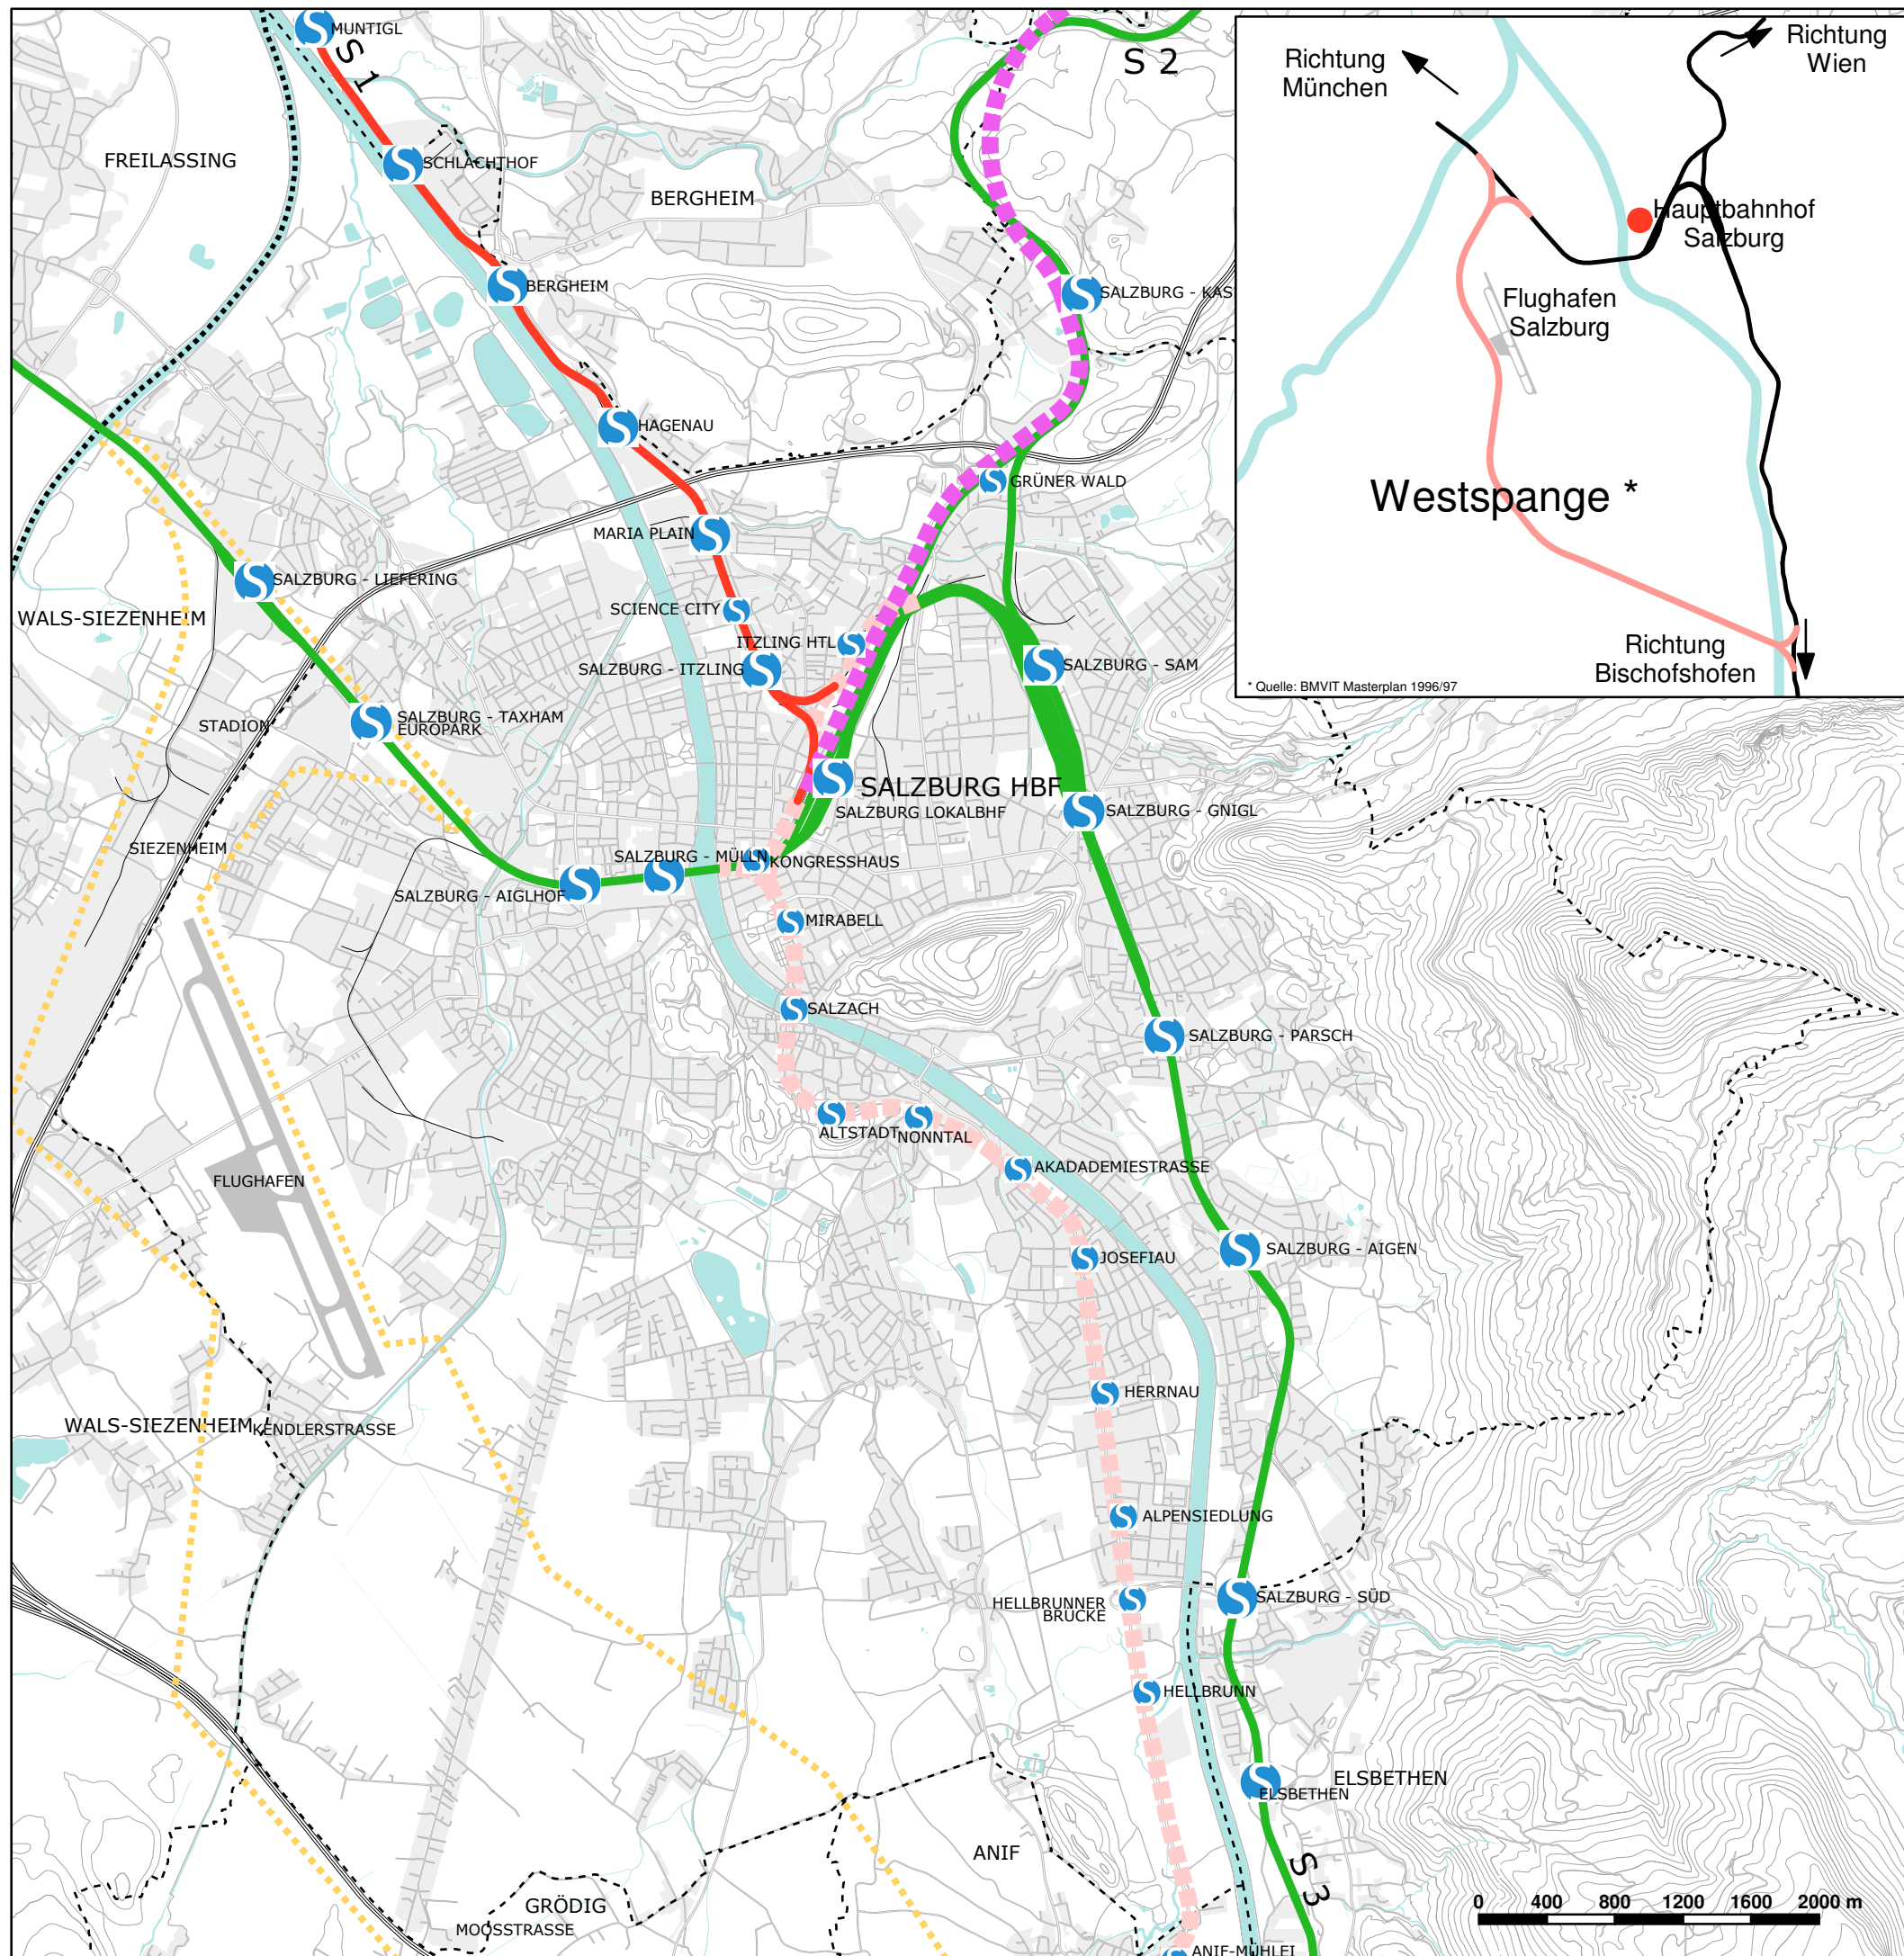 MUNTIGL
S 1
S 2
Richtung
München
Richtung
Wien
FREILASSING
SCHLACHTHOF
BERGHEIM
Hauptbahnhof
Salzburg
BERGHEIM
SALZBURG - KAS
Flughafen
Salzburg
HAGENAU
GRÜNER WALD
Westspange *
MARIA PLAIN
SALZBURG - LIEFERING
SCIENCE CITY
WALS-SIEZENHEIM
ITZLING HTL
SALZBURG - ITZLING
SALZBURG - SAM
Richtung
Bischofshofen
* Quelle: BMVIT Masterplan 1996/97
STADION
SALZBURG - TAXHAM
EUROPARK
SALZBURG HBF
SALZBURG LOKALBHF
SALZBURG - GNIGL
SIEZENHEIM
SALZBURG - MÜLLN
KONGRESSHAUS
SALZBURG - AIGLHOF
MIRABELL
SALZACH
SALZBURG - PARSCH
ALTSTADT
NONNTAL
AKADADEMIESTRASSE
FLUGHAFEN
JOSEFIAU
SALZBURG - AIGEN
HERRNAU
WALS-SIEZENHEIM
KENDLERSTRASSE
ALPENSIEDLUNG
HELLBRUNNER
BRÜCKE
SALZBURG - SÜD
HELLBRUNN
ELSBETHEN
ELSBETHEN
ANIF
S 3
GRÖDIG
MOOSSTRASSE
0 400 800 1200 1600 2000 m
ANIF-MÜHLEI